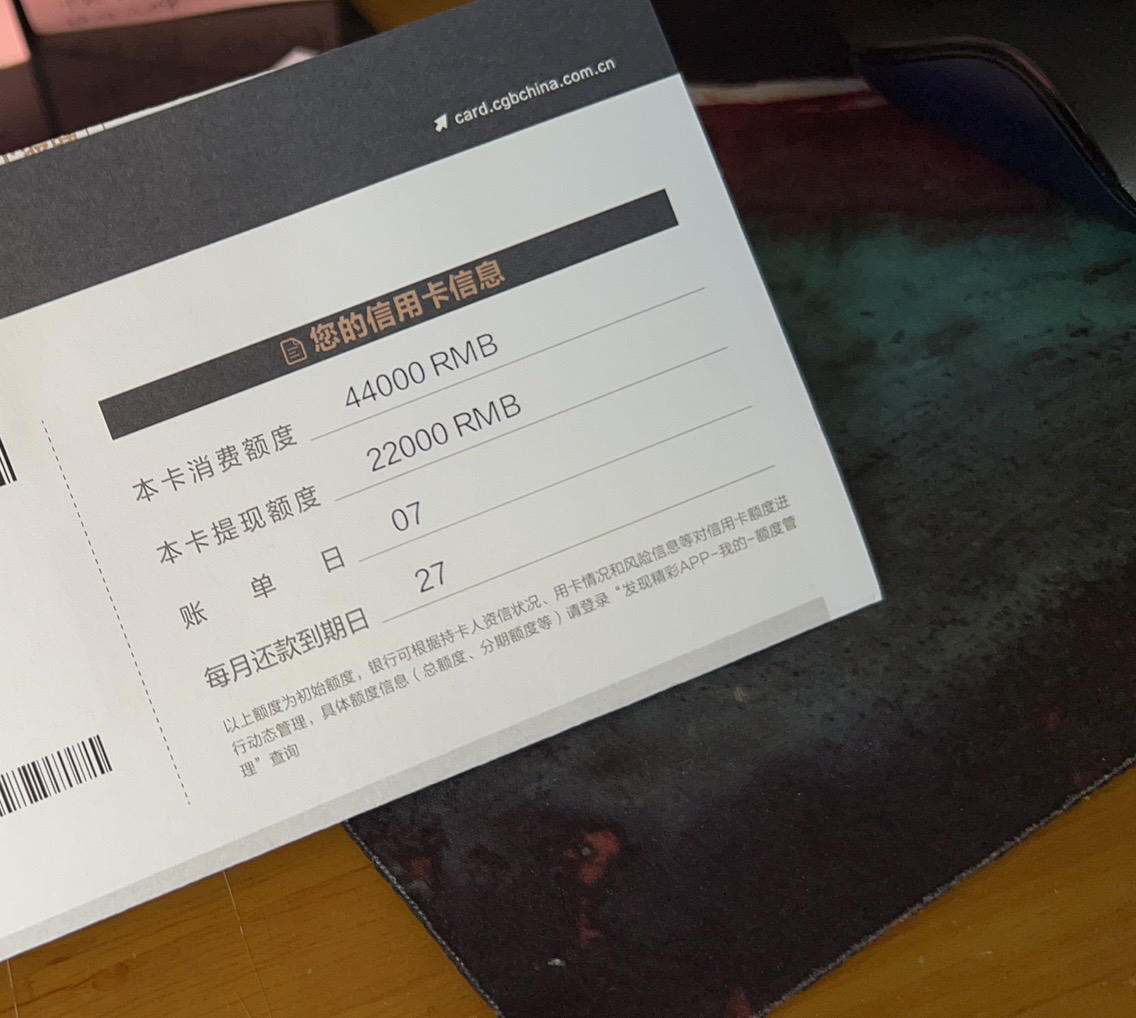 card.cgbchina.com.cn
您的信用卡信息
本卡消费额度 44000 RMB
本卡提现额度 22000 RMB
账单日 07
每月还款到期日 27
以上额度为初始额度，银行可根据持卡人资信状况、用卡情况和风险信息等对信用卡额度进
行动态管理，具体额度信息（总额度、分期额度等）请登录“发现精彩APP-我的-额度管
理”查询